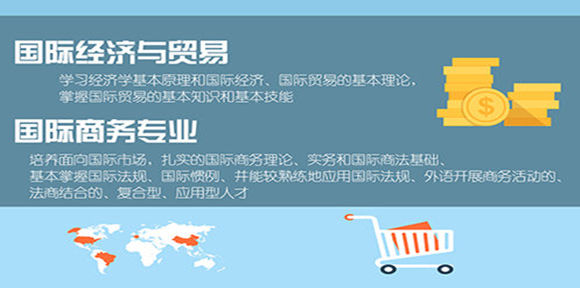 国际经济与贸易
学习经济学基本原理和国际经济、国际贸易的基本理论，
掌握国际贸易的基本知识和基本技能
国际商务专业
培养面向国际市场，扎实的国际商务理论、实务和国际商法基础、
基本掌握国际法规、国际惯例、并能较熟练地应用国际法规、外语开展商务活动的、
法商结合的、复合型、应用型人才